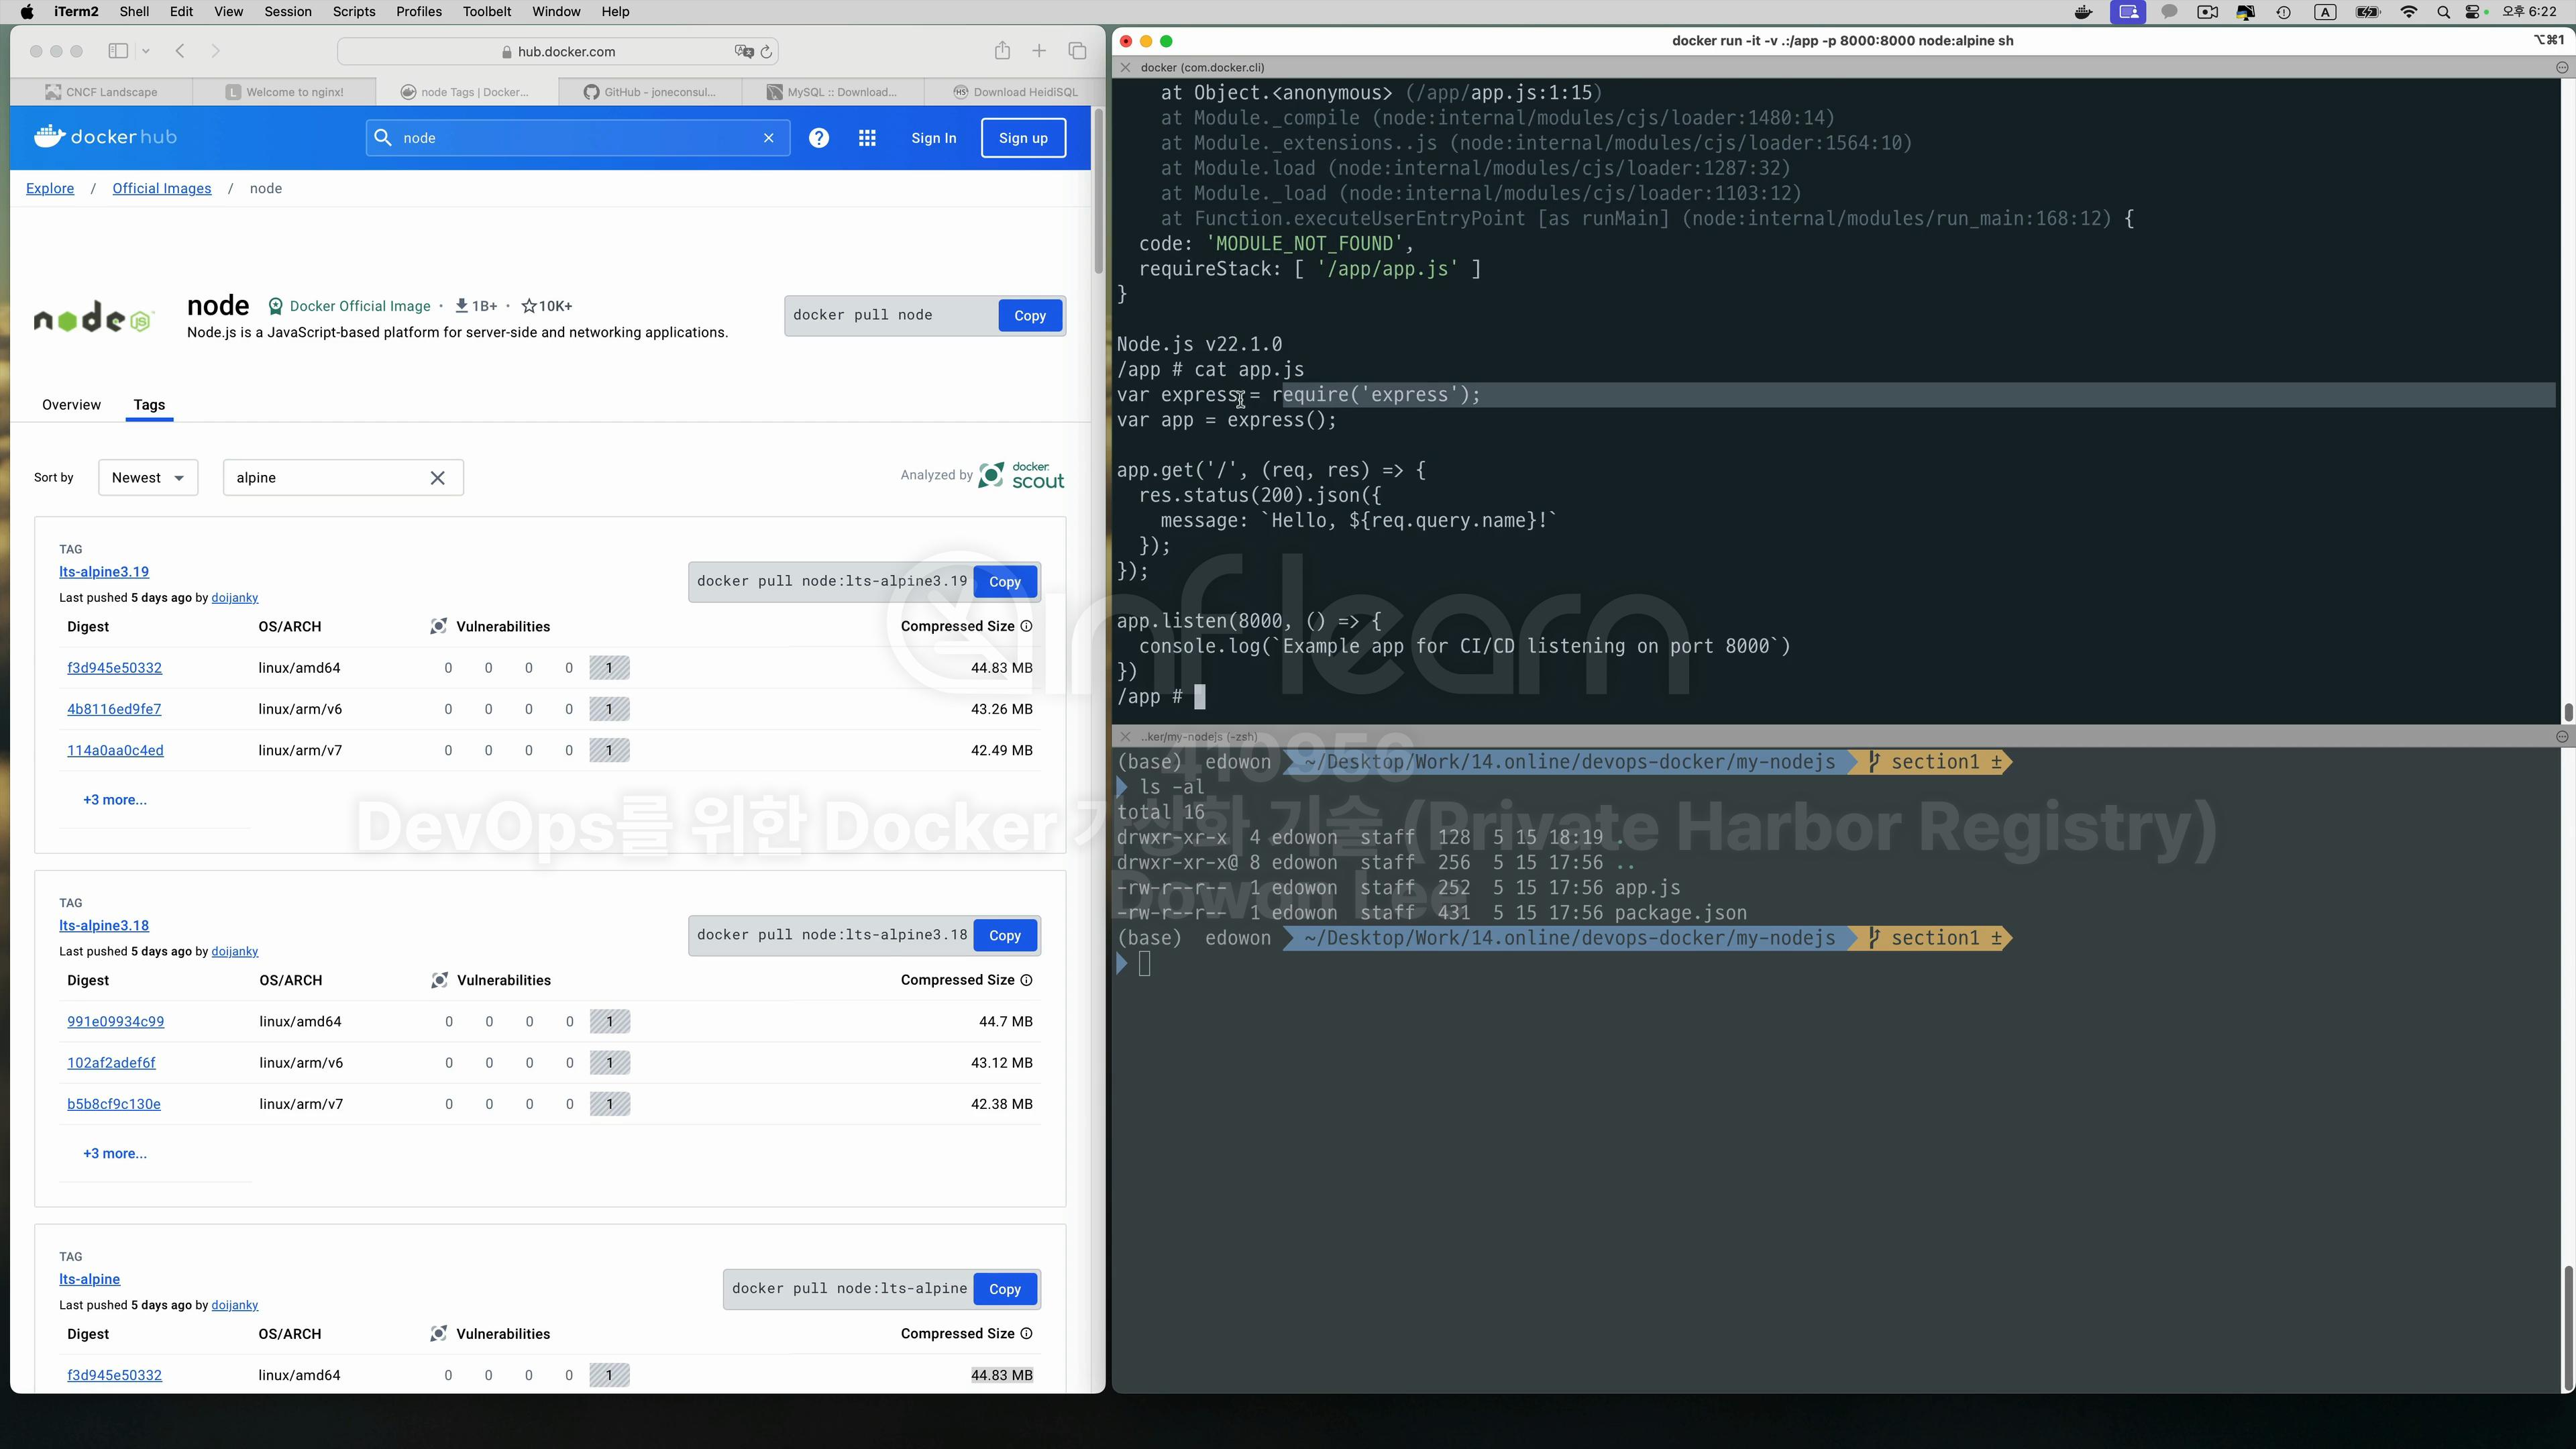 iTerm2 Shell Edit View Session Scripts Profiles Toolbelt Window Help
A
오후 6:22
hub.docker.com
CNCF Landscape
Welcome to nginx!
node Tags | Docker...
GitHub - joneconsul...
MySQL :: Download...
Download HeidiSQL
docker hub
node
Sign In
Sign up
Explore / Official Images / node
node
node Docker Official Image · 1B+ · 10K+
Node.js is a JavaScript-based platform for server-side and networking applications.
docker pull node
Copy
Overview
Tags
Sort by
Newest
alpine
Analyzed by docker scout
TAG
lts-alpine3.19
Last pushed 5 days ago by doijanky
docker pull node:lts-alpine3.19
Copy
Digest OS/ARCH Vulnerabilities Compressed Size
f3d945e50332 linux/amd64 0 0 0 0 1 44.83 MB
4b8116ed9fe7 linux/arm/v6 0 0 0 0 1 43.26 MB
114a0aa0c4ed linux/arm/v7 0 0 0 0 1 42.49 MB
+3 more...
TAG
lts-alpine3.18
Last pushed 5 days ago by doijanky
docker pull node:lts-alpine3.18
Copy
Digest OS/ARCH Vulnerabilities Compressed Size
991e09934c99 linux/amd64 0 0 0 0 1 44.7 MB
102af2adef6f linux/arm/v6 0 0 0 0 1 43.12 MB
b5b8cf9c130e linux/arm/v7 0 0 0 0 1 42.38 MB
+3 more...
TAG
lts-alpine
Last pushed 5 days ago by doijanky
docker pull node:lts-alpine
Copy
Digest OS/ARCH Vulnerabilities Compressed Size
f3d945e50332 linux/amd64 0 0 0 0 1 44.83 MB
docker run -it -v .:/app -p 8000:8000 node:alpine sh
⌥⌘1
docker (com.docker.cli)
at Object.<anonymous> (/app/app.js:1:15)
at Module._compile (node:internal/modules/cjs/loader:1480:14)
at Module._extensions..js (node:internal/modules/cjs/loader:1564:10)
at Module.load (node:internal/modules/cjs/loader:1287:32)
at Module._load (node:internal/modules/cjs/loader:1103:12)
at Function.executeUserEntryPoint [as runMain] (node:internal/modules/run_main:168:12) {
code: 'MODULE_NOT_FOUND',
requireStack: [ '/app/app.js' ]
}
Node.js v22.1.0
/app # cat app.js
var express = require('express');
var app = express();
app.get('/', (req, res) => {
res.status(200).json({
message: `Hello, ${req.query.name}!`
});
});
app.listen(8000, () => {
console.log(`Example app for CI/CD listening on port 8000`)
})
/app #
..ker/my-nodejs (-zsh)
(base) edowon ~/Desktop/Work/14.online/devops-docker/my-nodejs section1 ±
ls -al
total 16
drwxr-xr-x 4 edowon staff 128 5 15 18:19 .
drwxr-xr-x@ 8 edowon staff 256 5 15 17:56 ..
-rw-r--r-- 1 edowon staff 252 5 15 17:56 app.js
-rw-r--r-- 1 edowon staff 431 5 15 17:56 package.json
(base) edowon ~/Desktop/Work/14.online/devops-docker/my-nodejs section1 ±
inflearn
410956
DevOps를 위한 Docker 가상화 기술 (Private Harbor Registry)
Dowon Lee